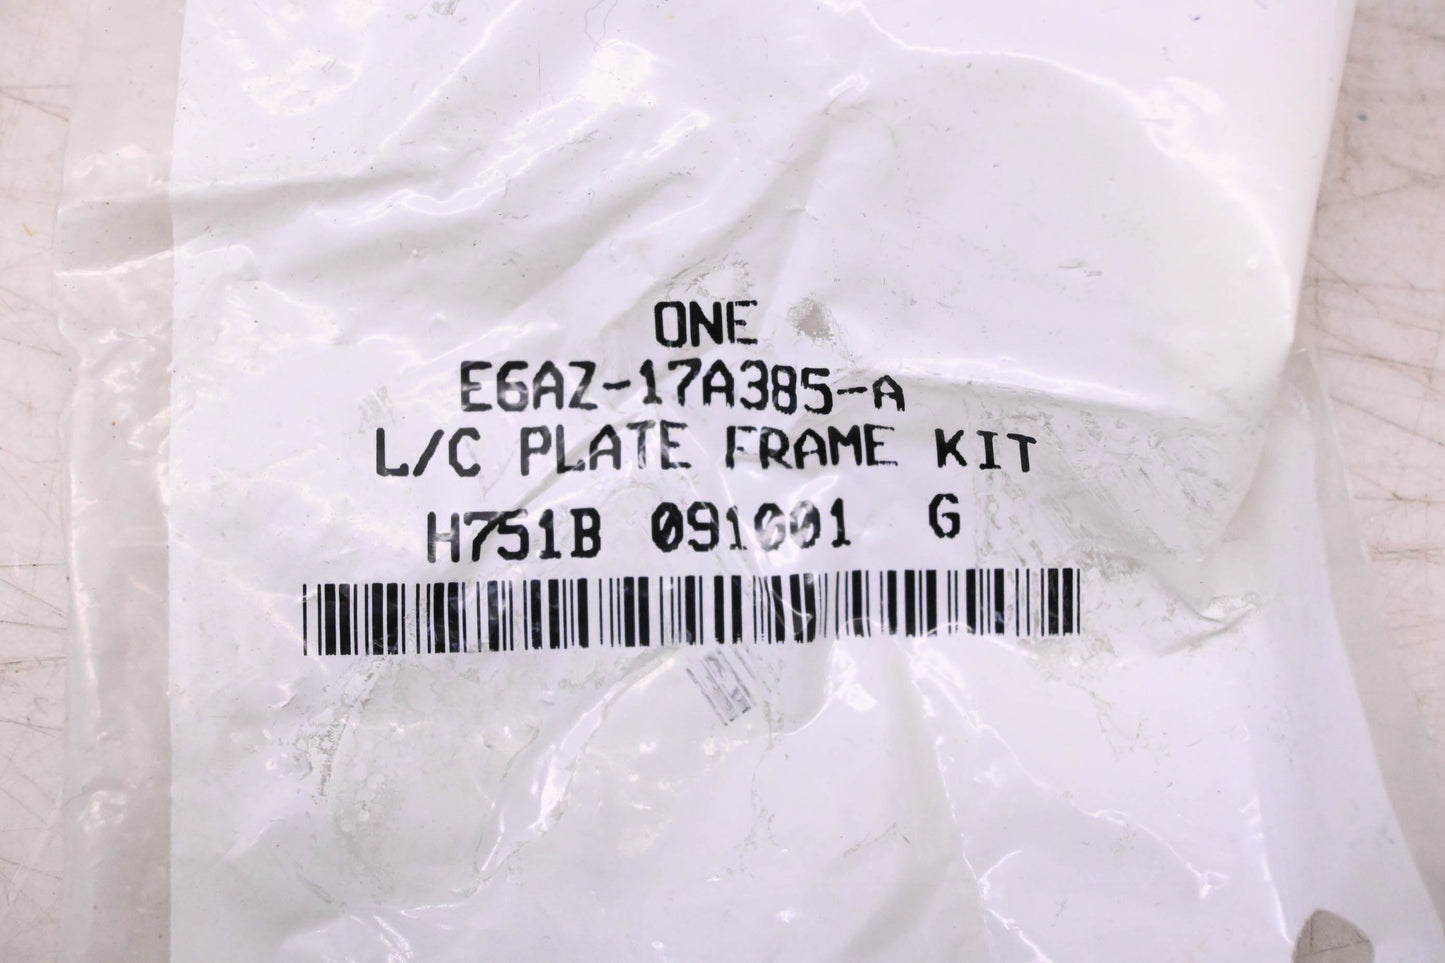 ONE
E6AZ-17A385-A
L/C PLATE FRAME KIT
H751B 091001 G